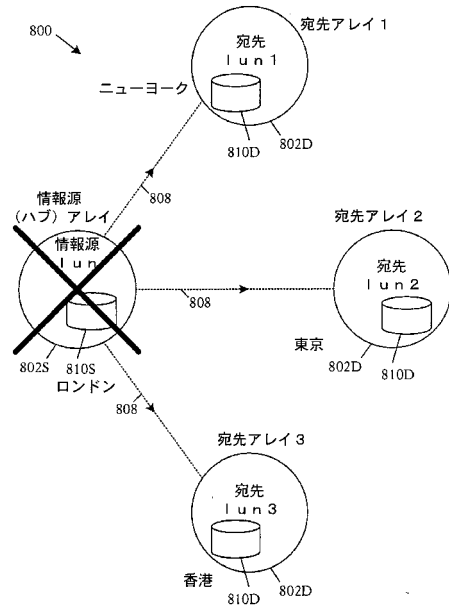 800
宛先アレイ1
宛先
lun1
ニューヨーク
810D
802D
808
情報源
(ハブ)アレイ
情報源
lun
802S
810S
ロンドン
808
宛先アレイ2
宛先
lun2
東京
802D
810D
808
宛先アレイ3
宛先
lun3
香港
810D
802D